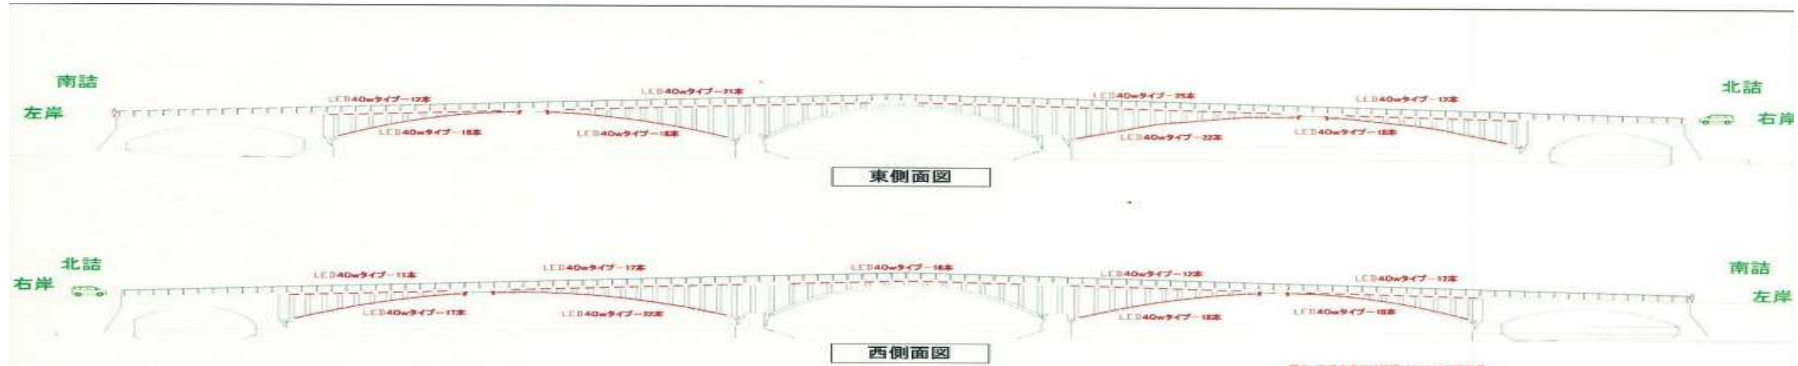 南詰
北詰
左岸
右岸
LED40wタイプ-12本
LED40wタイプ-21本
LED40wタイプ-25本
LED40wタイプ-12本
LED40wタイプ-18本
LED40wタイプ-18本
LED40wタイプ-22本
LED40wタイプ-18本
東側面図
北詰
南詰
右岸
左岸
LED40wタイプ-11本
LED40wタイプ-17本
LED40wタイプ-18本
LED40wタイプ-12本
LED40wタイプ-12本
LED40wタイプ-17本
LED40wタイプ-22本
LED40wタイプ-18本
LED40wタイプ-18本
西側面図